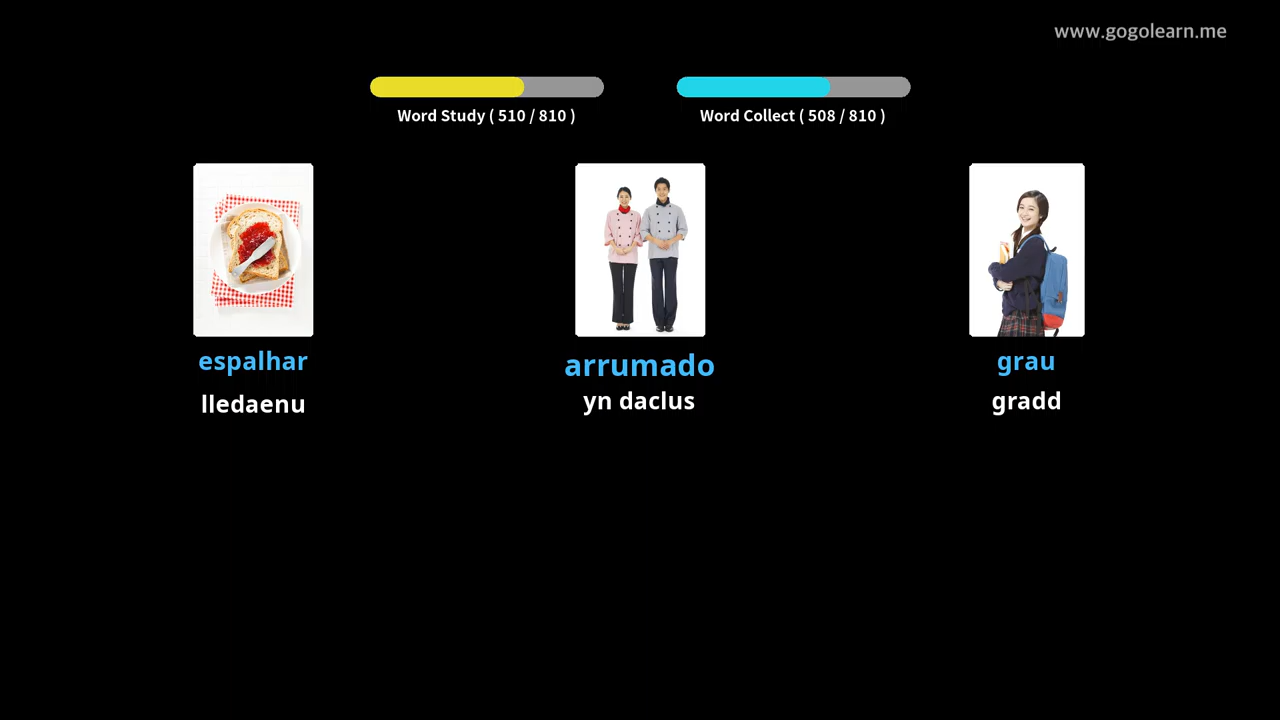 www.gogolearn.me
Word Study ( 510 / 810 )
Word Collect ( 508 / 810 )
espalhar
lledaenu
arrumado
yn daclus
grau
gradd